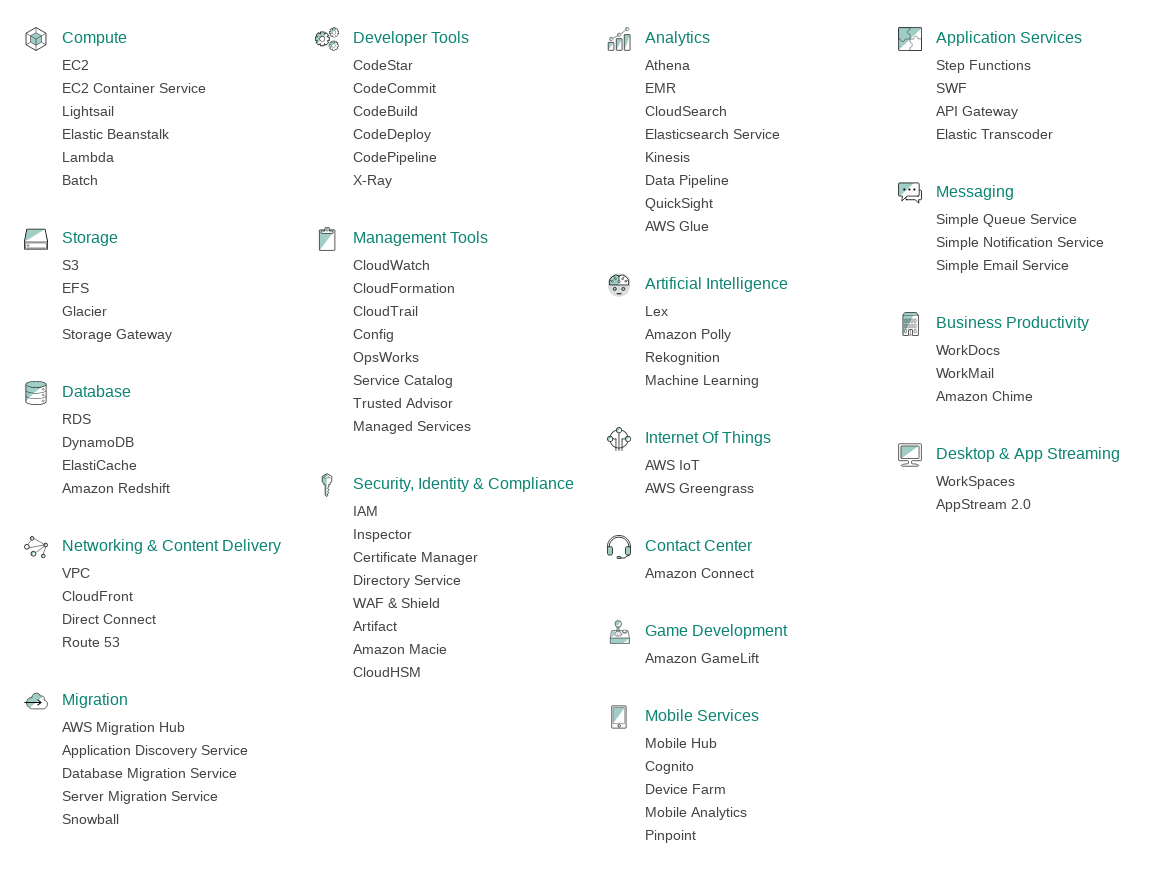 Compute
EC2
EC2 Container Service
Lightsail
Elastic Beanstalk
Lambda
Batch
Storage
S3
EFS
Glacier
Storage Gateway
Database
RDS
DynamoDB
ElastiCache
Amazon Redshift
Networking & Content Delivery
VPC
CloudFront
Direct Connect
Route 53
Migration
AWS Migration Hub
Application Discovery Service
Database Migration Service
Server Migration Service
Snowball
Developer Tools
CodeStar
CodeCommit
CodeBuild
CodeDeploy
CodePipeline
X-Ray
Management Tools
CloudWatch
CloudFormation
CloudTrail
Config
OpsWorks
Service Catalog
Trusted Advisor
Managed Services
Security, Identity & Compliance
IAM
Inspector
Certificate Manager
Directory Service
WAF & Shield
Artifact
Amazon Macie
CloudHSM
Analytics
Athena
EMR
CloudSearch
Elasticsearch Service
Kinesis
Data Pipeline
QuickSight
AWS Glue
Artificial Intelligence
Lex
Amazon Polly
Rekognition
Machine Learning
Internet Of Things
AWS IoT
AWS Greengrass
Contact Center
Amazon Connect
Game Development
Amazon GameLift
Mobile Services
Mobile Hub
Cognito
Device Farm
Mobile Analytics
Pinpoint
Application Services
Step Functions
SWF
API Gateway
Elastic Transcoder
Messaging
Simple Queue Service
Simple Notification Service
Simple Email Service
Business Productivity
WorkDocs
WorkMail
Amazon Chime
Desktop & App Streaming
WorkSpaces
AppStream 2.0